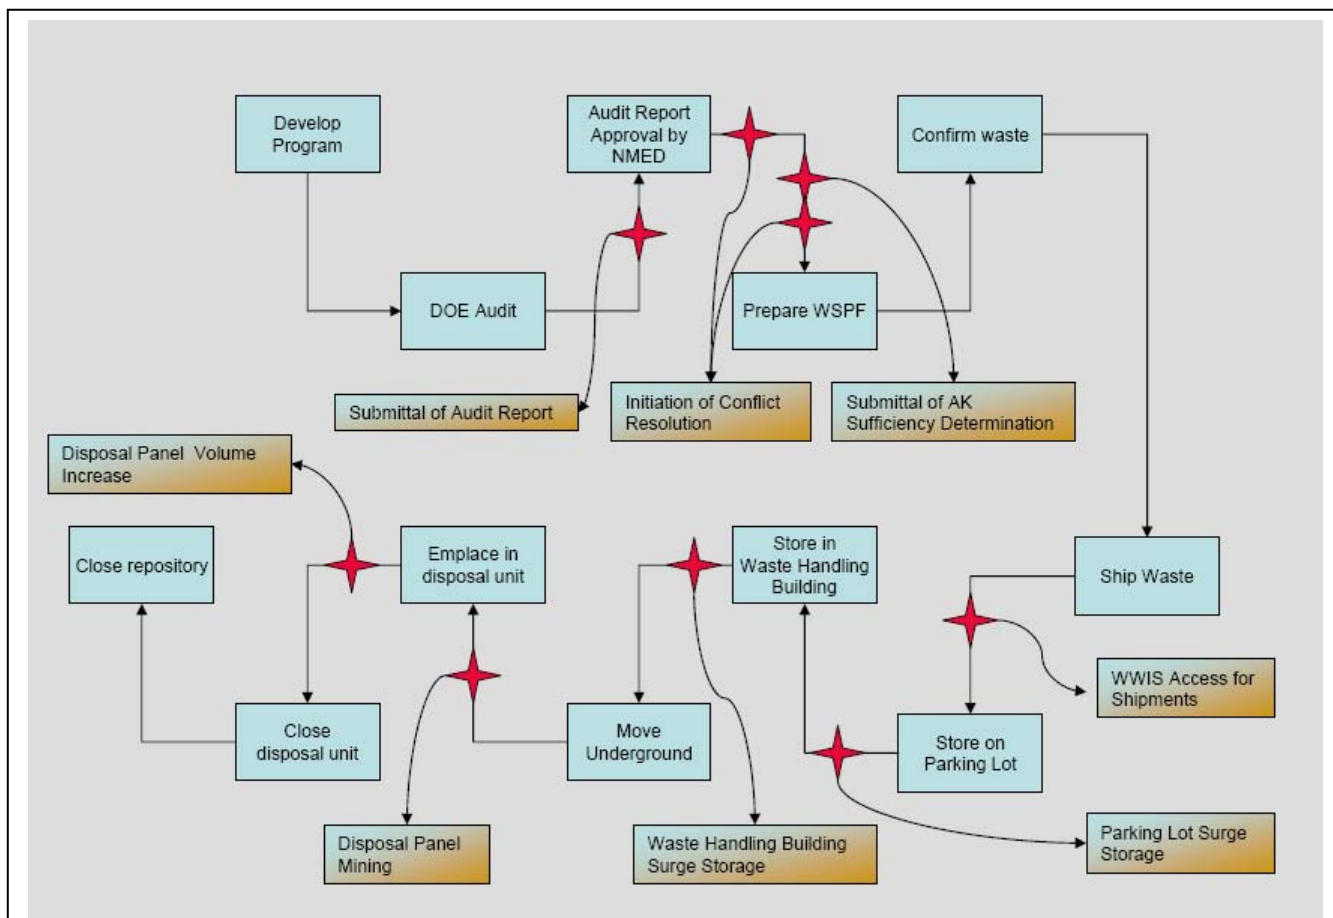 Develop
Program
Audit Report
Approval by
NMED
Confirm waste
DOE Audit
Prepare WSPF
Submittal of Audit Report
Initiation of Conflict
Resolution
Submittal of AK
Sufficiency Determination
Disposal Panel Volume
Increase
Close repository
Emplace in
disposal unit
Store in
Waste Handling
Building
Ship Waste
WWIS Access for
Shipments
Close
disposal unit
Move
Underground
Store on
Parking Lot
Disposal Panel
Mining
Waste Handling Building
Surge Storage
Parking Lot Surge
Storage